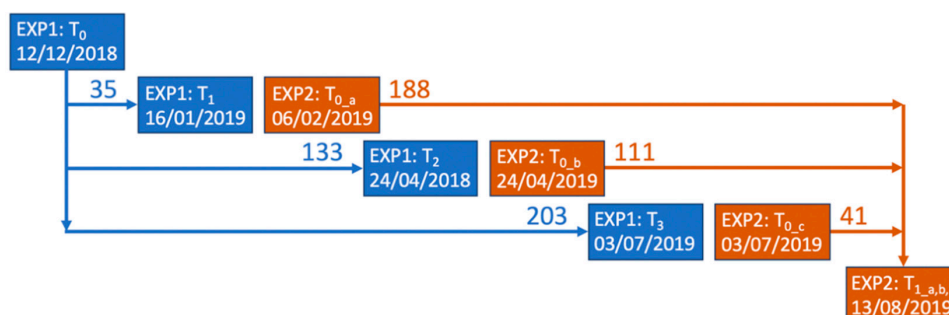 EXP1: T0
12/12/2018
35
EXP1: T1
16/01/2019
EXP2: T0_a
06/02/2019
188
133
EXP1: T2
24/04/2018
EXP2: T0_b
24/04/2019
111
203
EXP1: T3
03/07/2019
EXP2: T0_c
03/07/2019
41
EXP2: T1_a,b,
13/08/2019